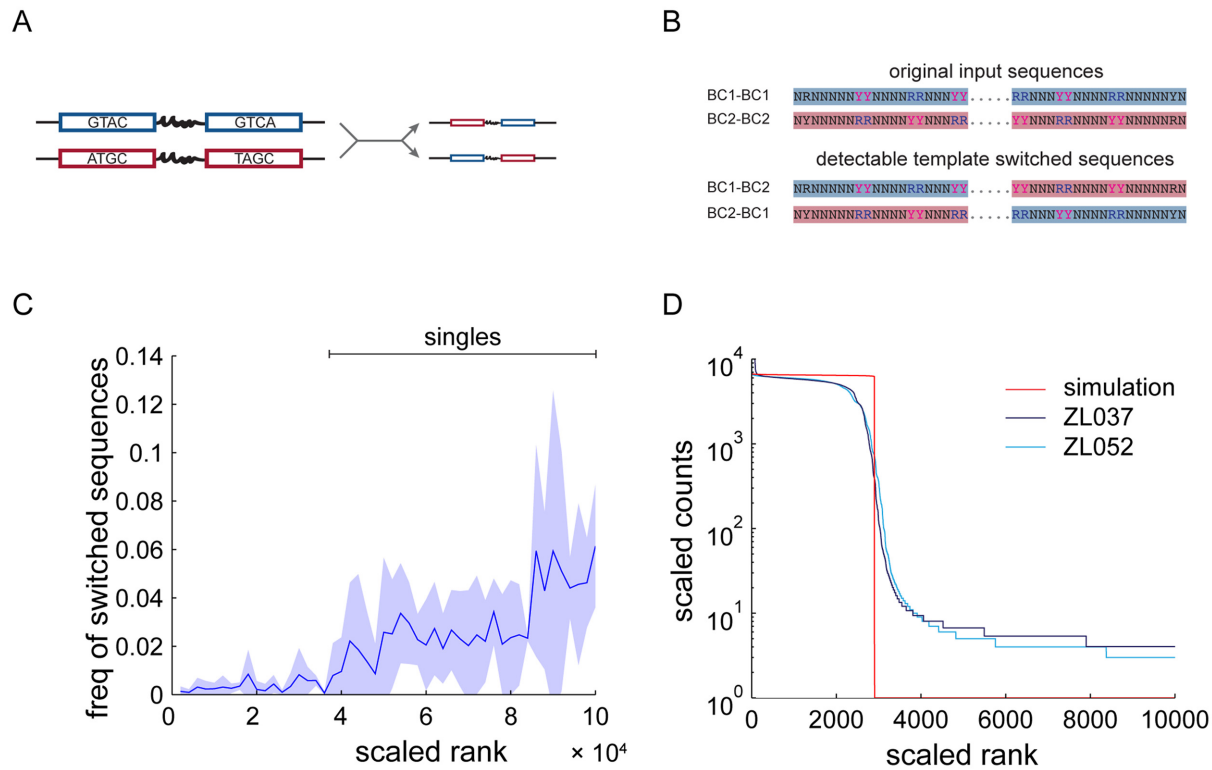 A
GTAC GTCA
ATGC TAGC
B
original input sequences
BC1-BC1 NRNNNNNYYNNNNRRNNNYY.....RRNNNYYNNNNRRNNNNNYN
BC2-BC2 NYNNNNNRRNNNNYYNNNRR.....YYNNNRRNNNNYYNNNNNRN
detectable template switched sequences
BC1-BC2 NRNNNNNYYNNNNRRNNNYY.....YYNNNRRNNNNYYNNNNNRN
BC2-BC1 NYNNNNNRRNNNNYYNNNRR.....RRNNNYYNNNNRRNNNNNYN
C
singles
freq of switched sequences
0.14
0.12
0.1
0.08
0.06
0.04
0.02
0
0 2 4 6 8 10
scaled rank × 10⁴
D
scaled counts
10⁴
10³
10²
10¹
10⁰
simulation
ZL037
ZL052
0 2000 4000 6000 8000 10000
scaled rank